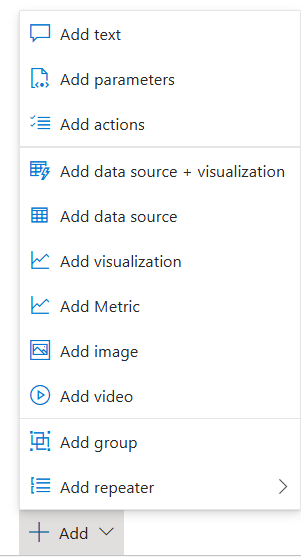 Add text
Add parameters
Add actions
Add data source + visualization
Add data source
Add visualization
Add Metric
Add image
Add video
Add group
Add repeater
Add